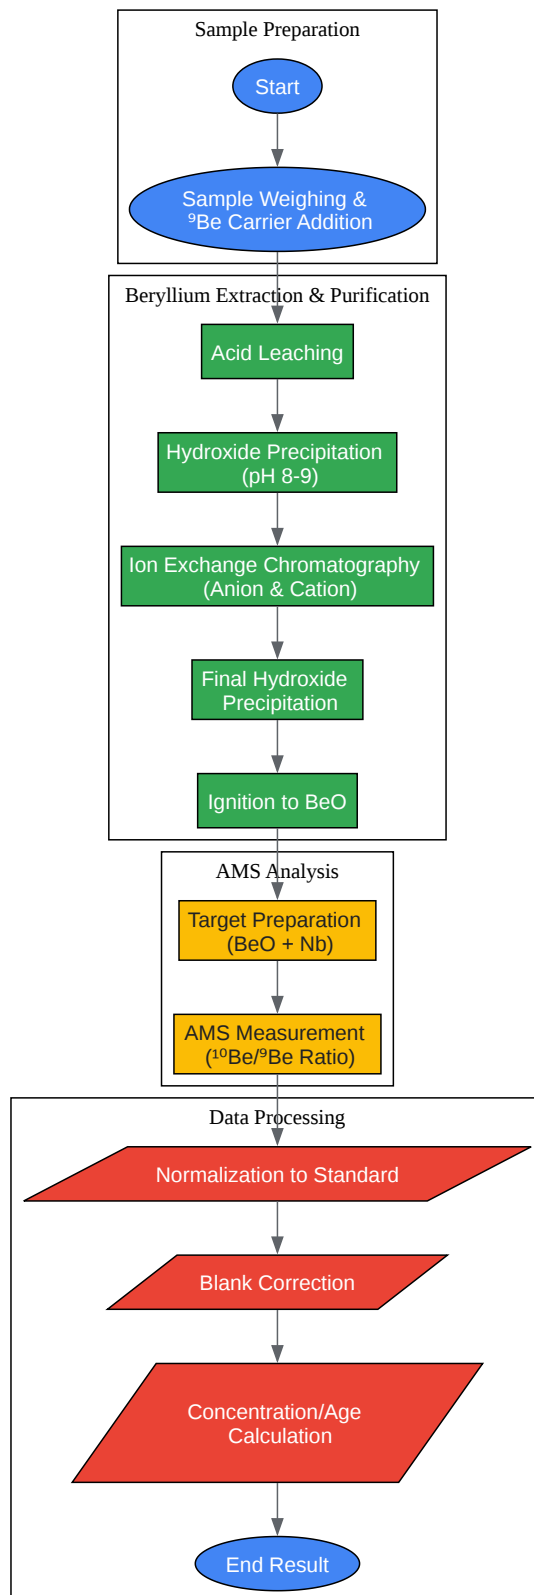 Sample Preparation
Start
Sample Weighing &
⁹Be Carrier Addition
Beryllium Extraction & Purification
Acid Leaching
Hydroxide Precipitation
(pH 8-9)
Ion Exchange Chromatography
(Anion & Cation)
Final Hydroxide
Precipitation
Ignition to BeO
AMS Analysis
Target Preparation
(BeO + Nb)
AMS Measurement
(¹⁰Be/⁹Be Ratio)
Data Processing
Normalization to Standard
Blank Correction
Concentration/Age
Calculation
End Result